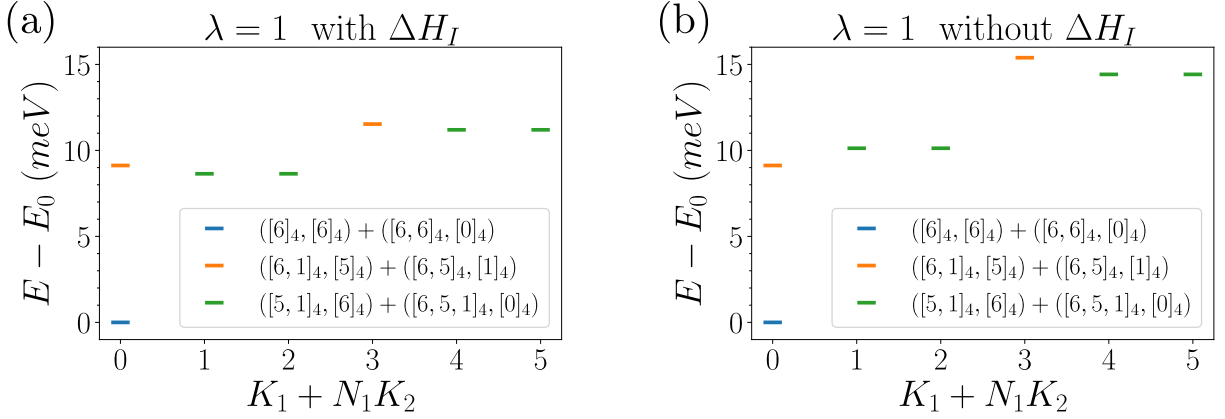 (a)
λ = 1 with ΔH_I
E − E_0 (meV)
15
10
5
0
([6]_4, [6]_4) + ([6, 6]_4, [0]_4)
([6, 1]_4, [5]_4) + ([6, 5]_4, [1]_4)
([5, 1]_4, [6]_4) + ([6, 5, 1]_4, [0]_4)
0 1 2 3 4 5
K_1 + N_1K_2
(b)
λ = 1 without ΔH_I
E − E_0 (meV)
15
10
5
0
([6]_4, [6]_4) + ([6, 6]_4, [0]_4)
([6, 1]_4, [5]_4) + ([6, 5]_4, [1]_4)
([5, 1]_4, [6]_4) + ([6, 5, 1]_4, [0]_4)
0 1 2 3 4 5
K_1 + N_1K_2